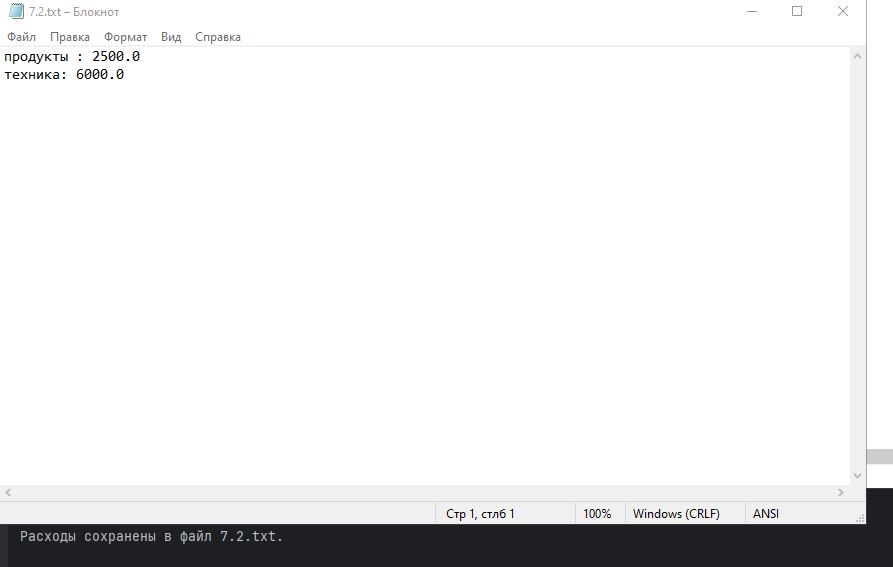 7.2.txt – Блокнот
Файл Правка Формат Вид Справка
продукты : 2500.0
техника: 6000.0
Стр 1, стлб 1 100% Windows (CRLF) ANSI
Расходы сохранены в файл 7.2.txt.